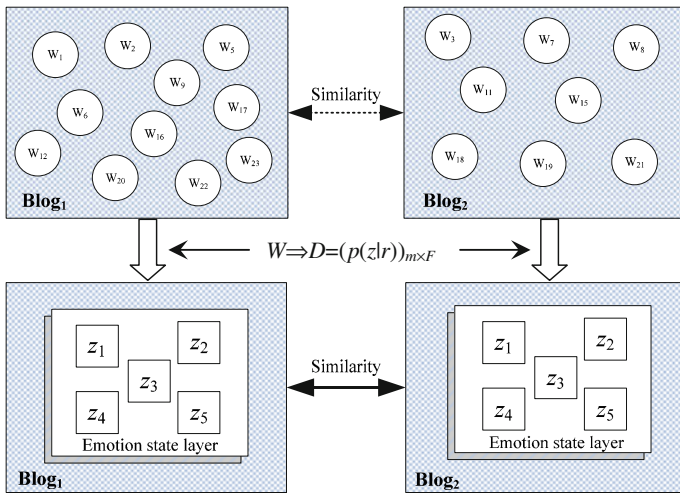 W₁ W₂ W₅
W₉
W₆ W₁₆ W₁₇
W₁₂ W₂₀ W₂₂ W₂₃
Blog₁
Similarity
W₃ W₇ W₈
W₁₁ W₁₅
W₁₈ W₁₉ W₂₁
Blog₂
W⇒D=(p(z|r))ₘ×F
z₁ z₂
z₃
z₄ z₅
Emotion state layer
Blog₁
Similarity
z₁ z₂
z₃
z₄ z₅
Emotion state layer
Blog₂